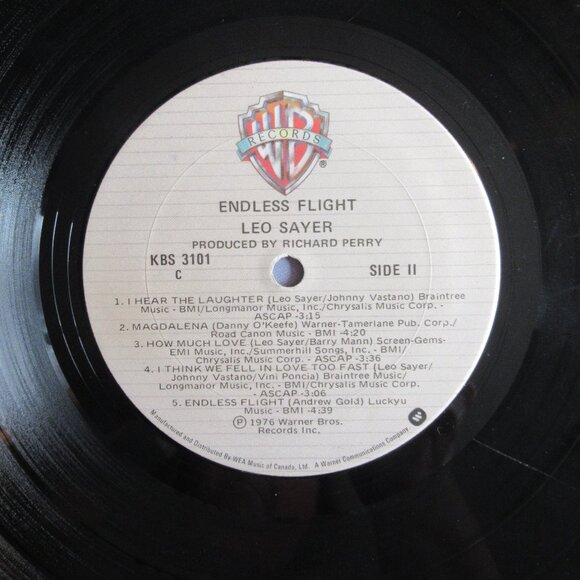 WB
RECORDS
®
ENDLESS FLIGHT
LEO SAYER
PRODUCED BY RICHARD PERRY
KBS 3101
C
SIDE II
1. I HEAR THE LAUGHTER (Leo Sayer/Johnny Vastano) Braintree
Music - BMI/Longmanor Music, Inc./Chrysalis Music Corp. -
ASCAP -3:15
2. MAGDALENA (Danny O'Keefe) Warner-Tamerlane Pub. Corp./
Road Canon Music - BMI -4:20
3. HOW MUCH LOVE (Leo Sayer/Barry Mann) Screen-Gems-
EMI Music, Inc./Summerhill Songs, Inc. - BMI/
Chrysalis Music Corp. - ASCAP -3:36
4. I THINK WE FELL IN LOVE TOO FAST (Leo Sayer/
Johnny Vastano/Vini Poncia) Braintree Music/
Longmanor Music, Inc. - BMI/Chrysalis Music Corp.
- ASCAP -3:06
5. ENDLESS FLIGHT (Andrew Gold) Luckyu
Music - BMI -4:39
℗ 1976 Warner Bros.
Records Inc.
Manufactured and Distributed By WEA Music of Canada, Ltd. A Warner Communications Company